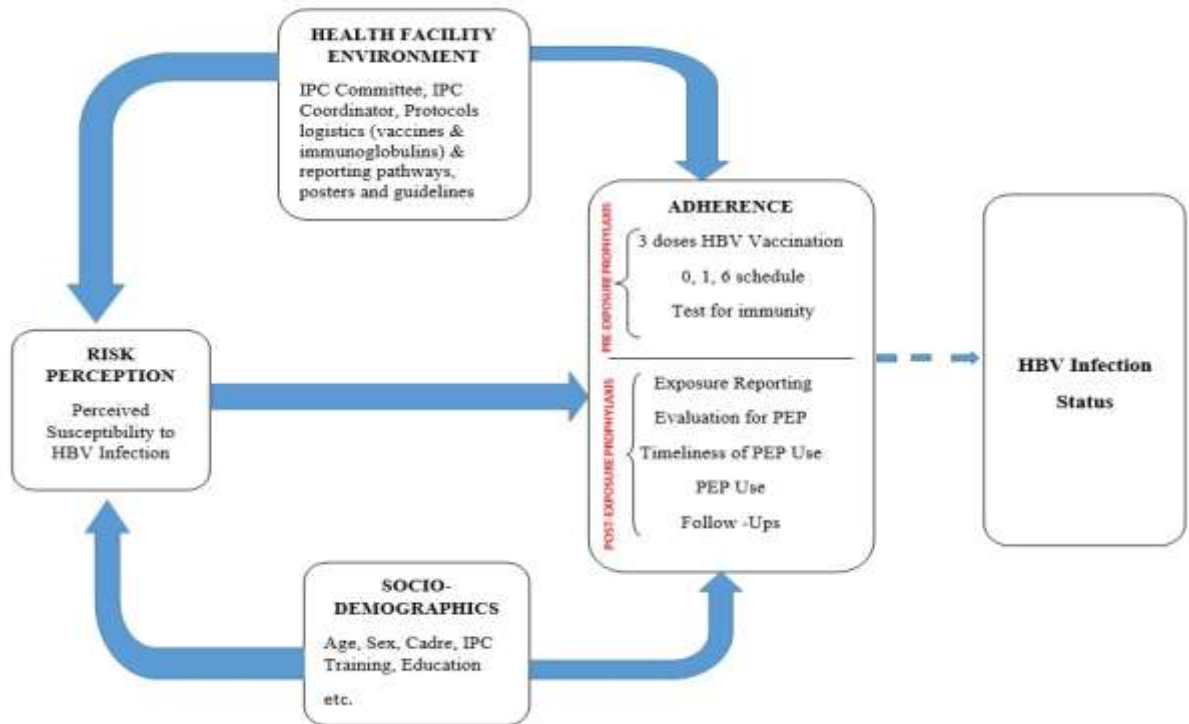 HEALTH FACILITY
ENVIRONMENT
IPC Committee, IPC
Coordinator, Protocols
logistics (vaccines &
immunoglobulins) &
reporting pathways,
posters and guidelines
RISK
PERCEPTION
Perceived
Susceptibility to
HBV Infection
SOCIO-
DEMOGRAPHICS
Age, Sex, Cadre, IPC
Training, Education
etc.
ADHERENCE
PRE-EXPOSURE PROPHYLAXIS
3 doses HBV Vaccination
0, 1, 6 schedule
Test for immunity
POST-EXPOSURE PROPHYLAXIS
Exposure Reporting
Evaluation for PEP
Timeliness of PEP Use
PEP Use
Follow -Ups
HBV Infection
Status